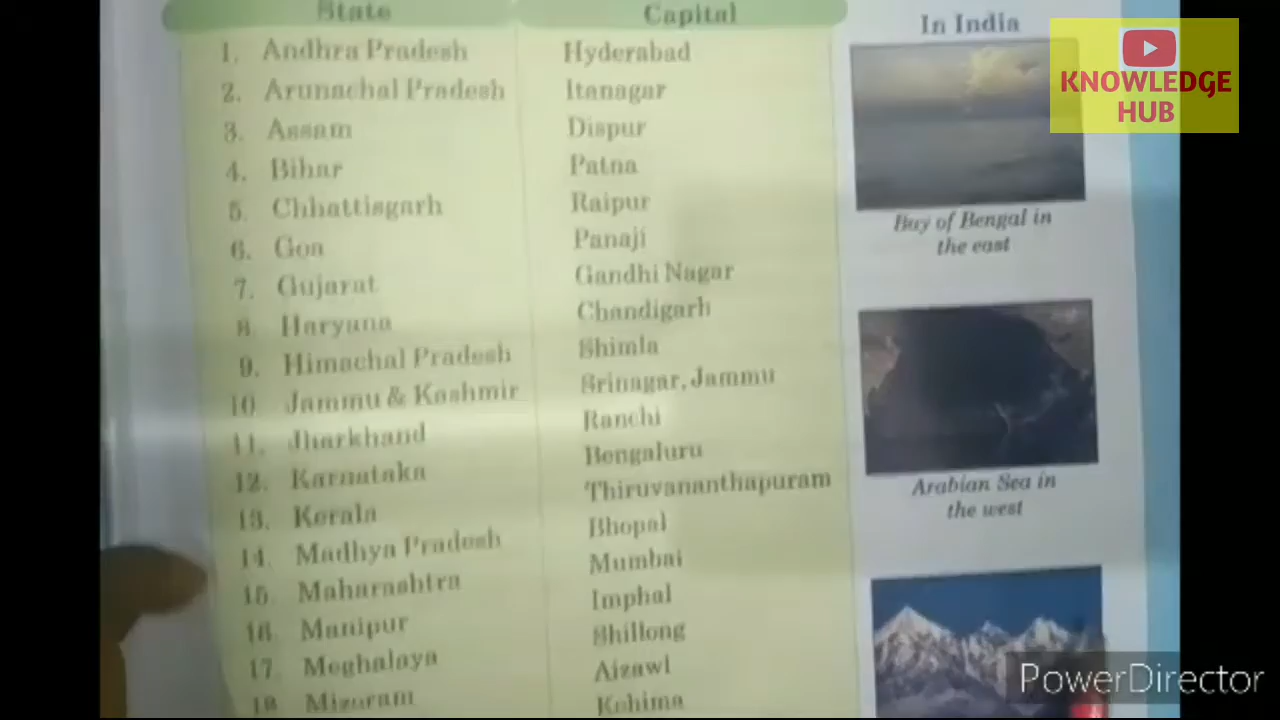 State Capital
1. Andhra Pradesh Hyderabad
2. Arunachal Pradesh Itanagar
3. Assam Dispur
4. Bihar Patna
5. Chhattisgarh Raipur
6. Goa Panaji
7. Gujarat Gandhi Nagar
8. Haryana Chandigarh
9. Himachal Pradesh Shimla
10. Jammu & Kashmir Srinagar, Jammu
11. Jharkhand Ranchi
12. Karnataka Bengaluru
13. Kerala Thiruvananthapuram
14. Madhya Pradesh Bhopal
15. Maharashtra Mumbai
16. Manipur Imphal
17. Meghalaya Shillong
18. Mizoram Aizawl
Kohima
In India
KNOWLEDGE
HUB
Bay of Bengal in
the east
Arabian Sea in
the west
PowerDirector